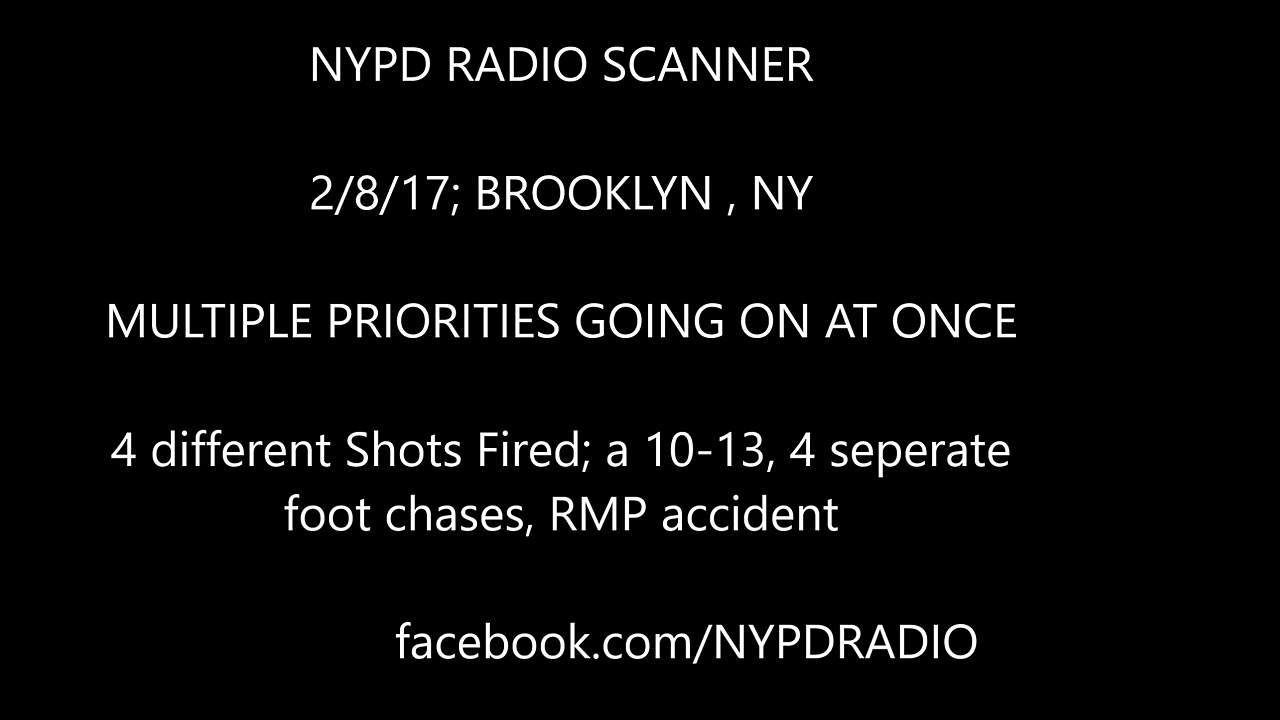 NYPD RADIO SCANNER
2/8/17; BROOKLYN , NY
MULTIPLE PRIORITIES GOING ON AT ONCE
4 different Shots Fired; a 10-13, 4 seperate
foot chases, RMP accident
facebook.com/NYPDRADIO